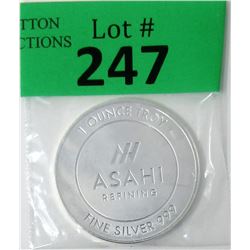 TTON
CTIONS
Lot #
247
1 OUNCE TROY
ASAHI
REFINING
FINE SILVER 999